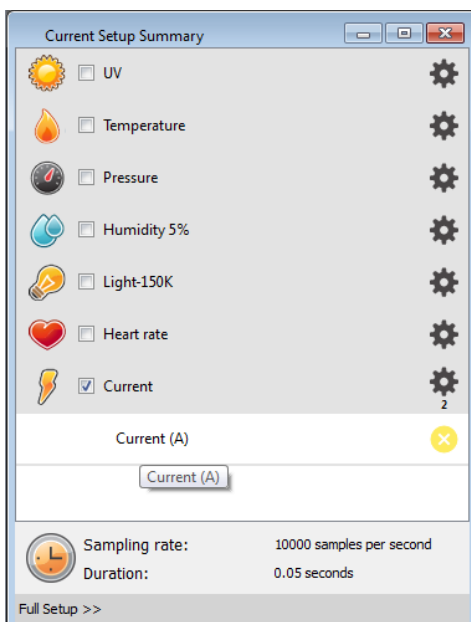 Current Setup Summary
UV
Temperature
Pressure
Humidity 5%
Light-150K
Heart rate
Current
2
Current (A)
Current (A)
Sampling rate: 10000 samples per second
Duration: 0.05 seconds
Full Setup >>